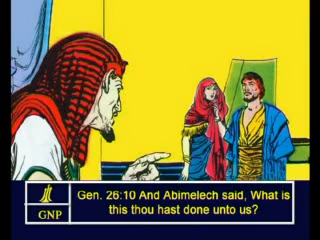 Gen. 26:10 And Abimelech said, What is
this thou hast done unto us?
GNP